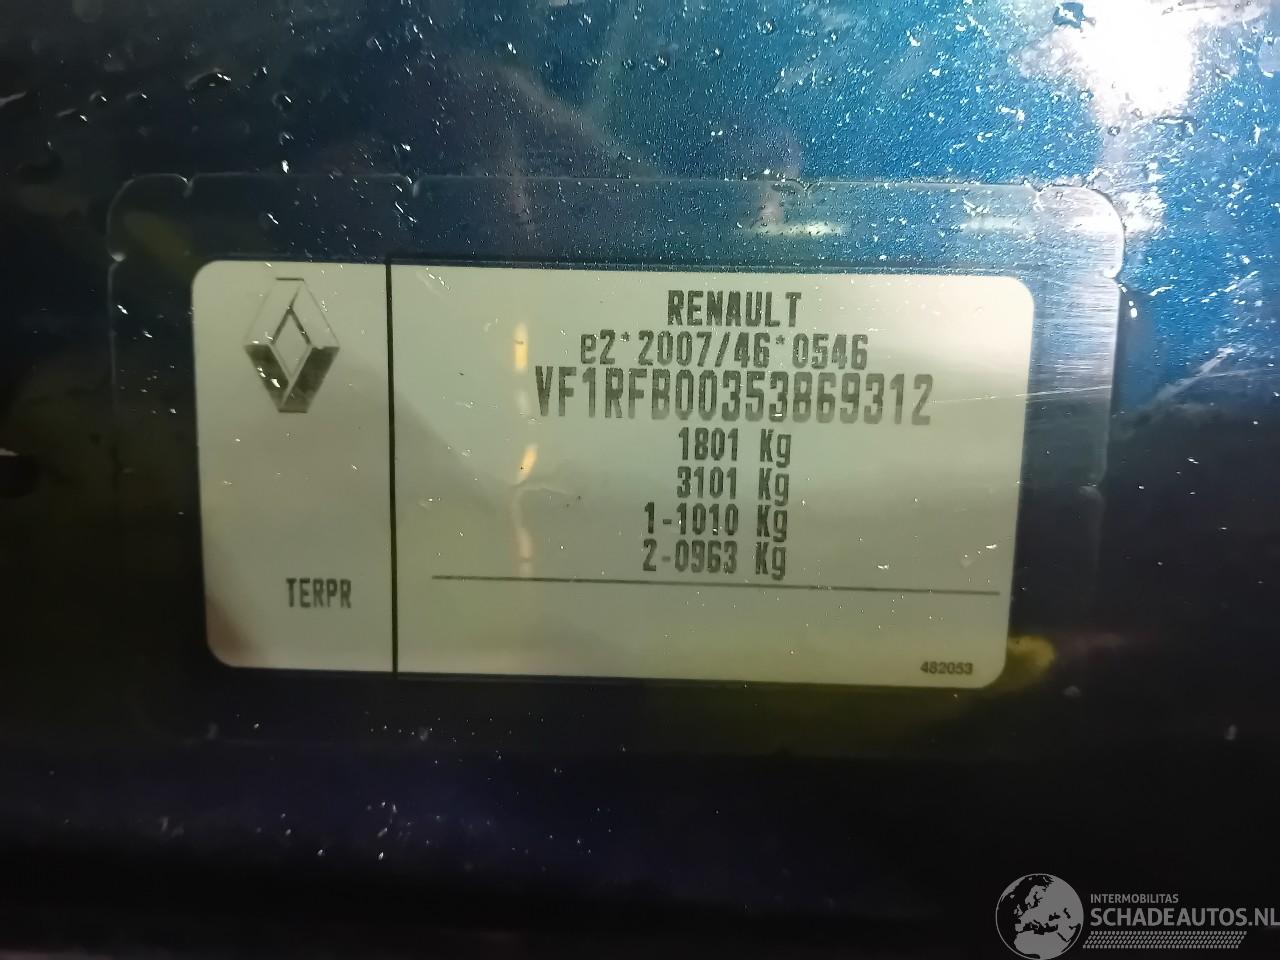 RENAULT
e2*2007/46*0546
VF1RFB00353869312
1801 Kg
3101 Kg
1-1010 Kg
2-0963 Kg
TERPR
482053
INTERMOBILITAS
SCHADEAUTOS.NL